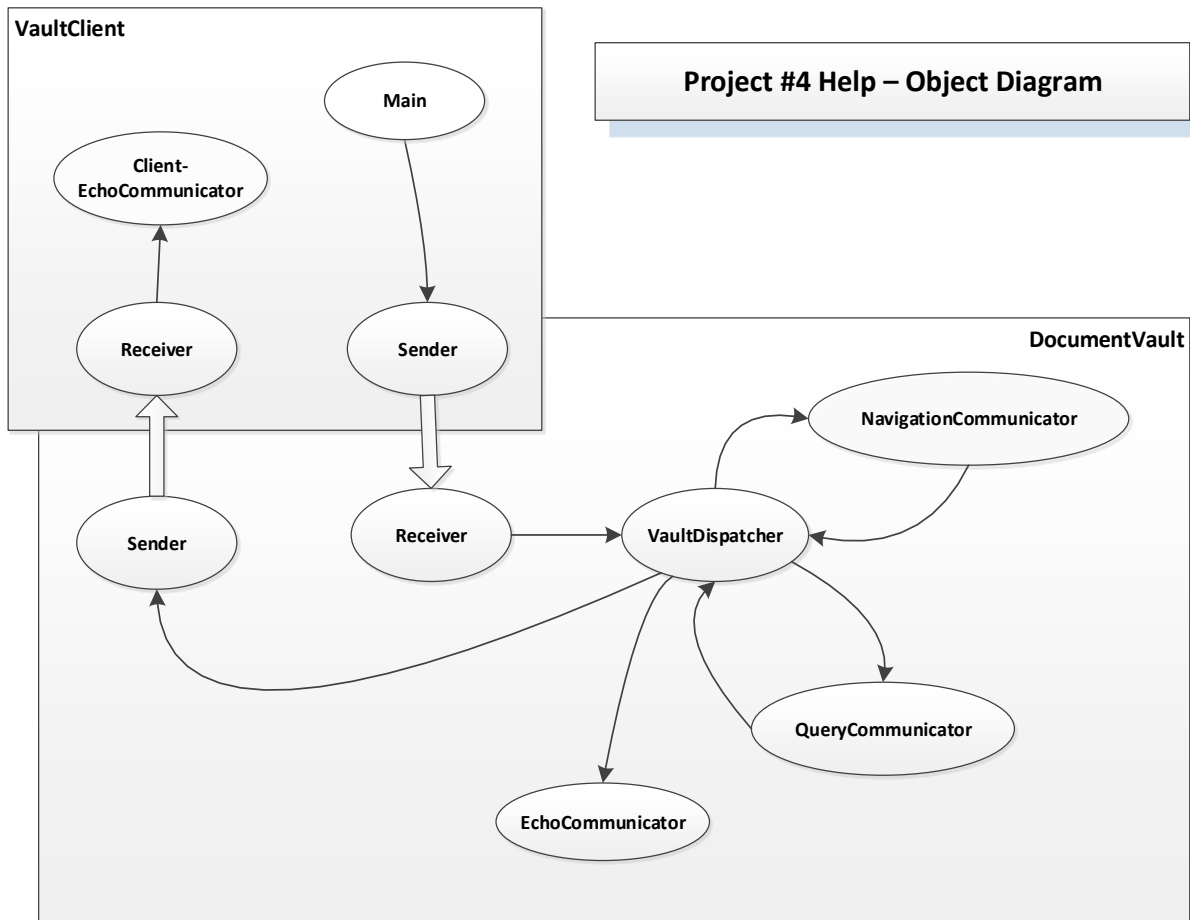 VaultClient
Project #4 Help – Object Diagram
Main
Client-
EchoCommunicator
Receiver
Sender
DocumentVault
NavigationCommunicator
Sender
Receiver
VaultDispatcher
QueryCommunicator
EchoCommunicator